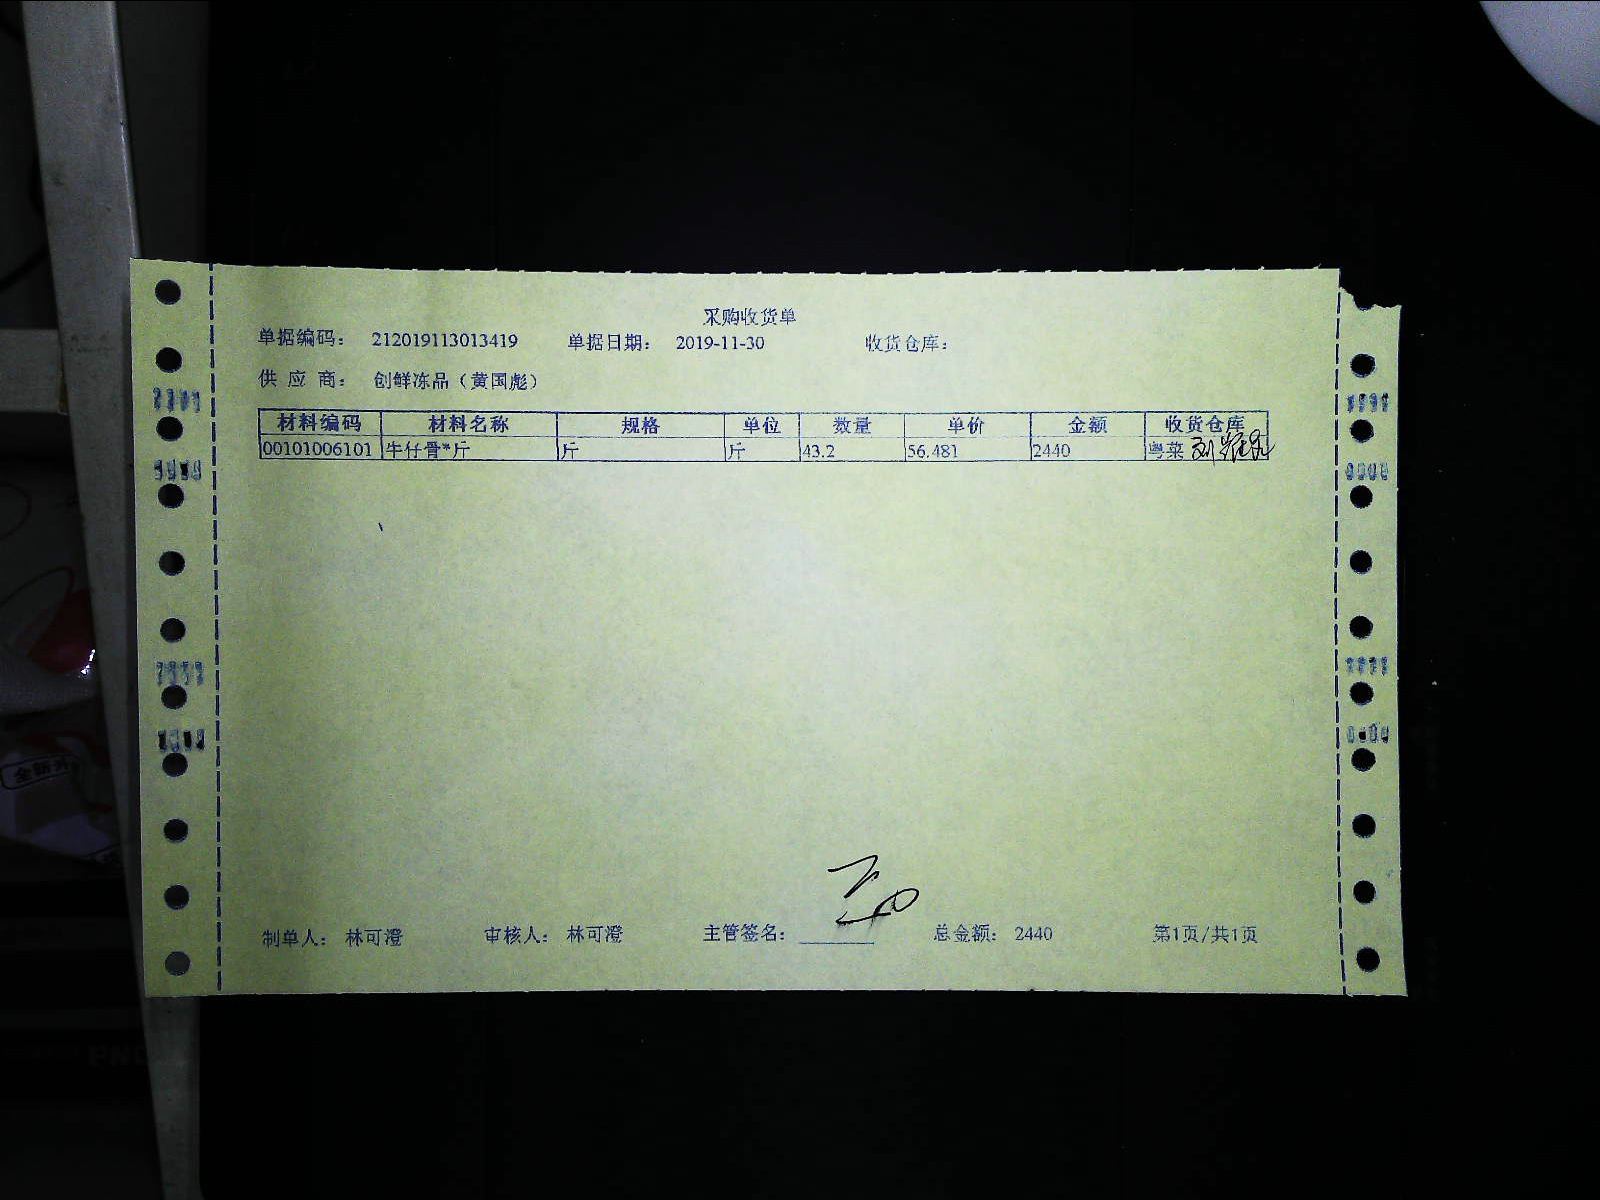 采购收货单
单据编码： 212019113013419 单据日期： 2019-11-30 收货仓库：
供 应 商： 创鲜冻品（黄国彪）
材料编码 材料名称 规格 单位 数量 单价 金额 收货仓库
00101006101 牛仔骨*斤 斤 斤 43.2 56.481 2440 粤菜
制单人： 林可澄 审核人： 林可澄 主管签名： 总金额： 2440 第1页/共1页